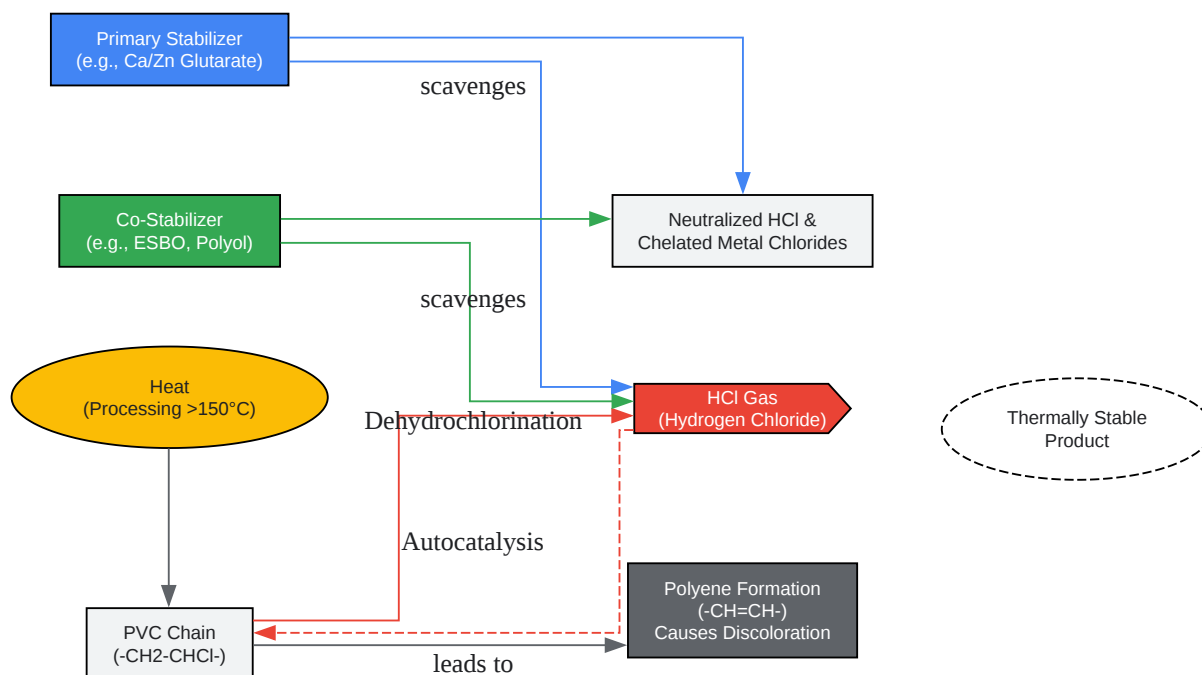 Primary Stabilizer
(e.g., Ca/Zn Glutarate)
scavenges
Co-Stabilizer
(e.g., ESBO, Polyol)
Neutralized HCl &
Chelated Metal Chlorides
scavenges
Heat
(Processing >150°C)
HCl Gas
(Hydrogen Chloride)
Dehydrochlorination
Thermally Stable
Product
Autocatalysis
Polyene Formation
(-CH=CH-)
Causes Discoloration
PVC Chain
(-CH2-CHCl-)
leads to